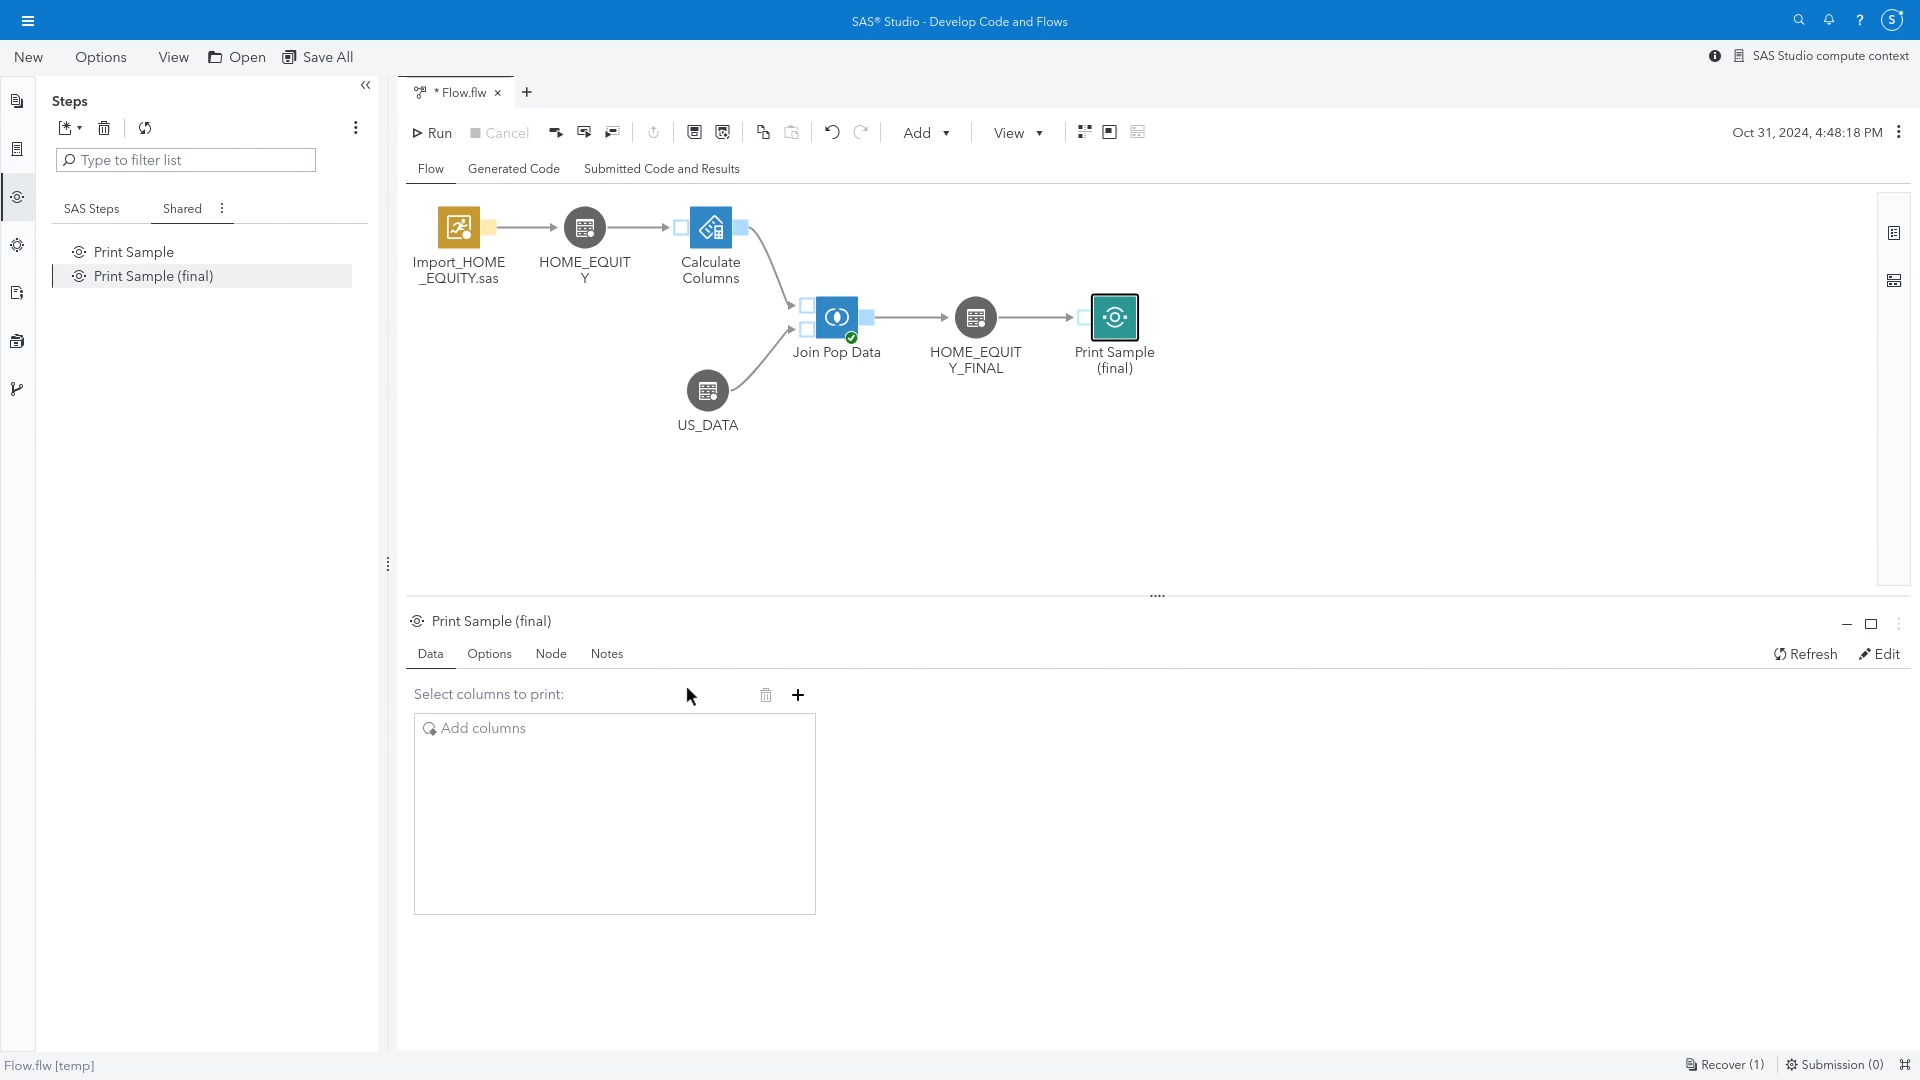 SAS® Studio - Develop Code and Flows
S
New Options View Open Save All
SAS Studio compute context
Steps
* Flow.flw
Run Cancel Add View Oct 31, 2024, 4:48:18 PM
Type to filter list
Flow Generated Code Submitted Code and Results
SAS Steps Shared
Print Sample
Print Sample (final)
Import_HOME
_EQUITY.sas
HOME_EQUIT
Y
Calculate
Columns
Join Pop Data
HOME_EQUIT
Y_FINAL
Print Sample
(final)
US_DATA
Print Sample (final)
Data Options Node Notes
Refresh Edit
Select columns to print:
Add columns
Flow.flw [temp]
Recover (1) Submission (0)